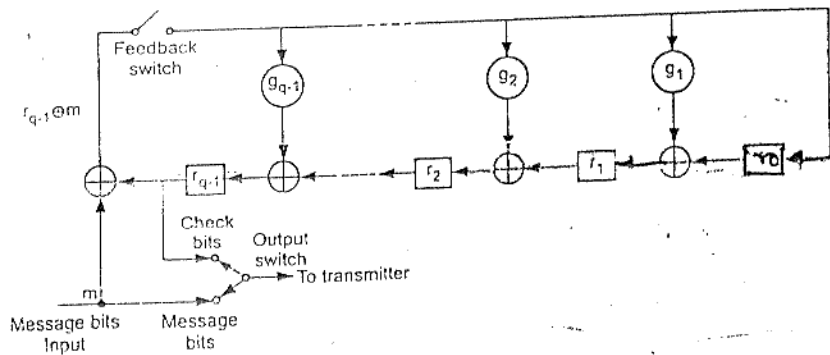 Feedback
switch
g_{q-1}
g_2
g_1
r_{q-1}⊕m
r_{q-1}
r_2
r_1
r_0
Check
bits
Output
switch
To transmitter
m
Message bits
Input
Message
bits